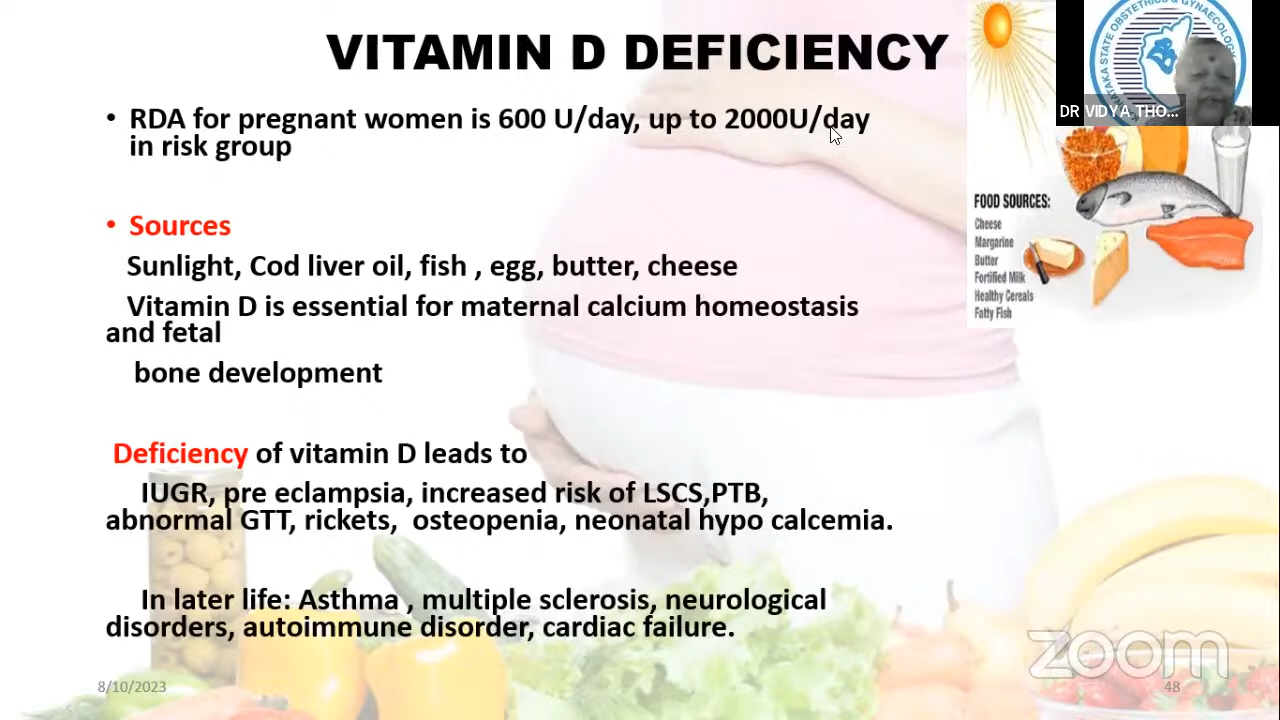 VITAMIN D DEFICIENCY
• RDA for pregnant women is 600 U/day, up to 2000U/day
in risk group
• Sources
Sunlight, Cod liver oil, fish , egg, butter, cheese
Vitamin D is essential for maternal calcium homeostasis
and fetal
bone development
Deficiency of vitamin D leads to
IUGR, pre eclampsia, increased risk of LSCS,PTB,
abnormal GTT, rickets, osteopenia, neonatal hypo calcemia.
In later life: Asthma , multiple sclerosis, neurological
disorders, autoimmune disorder, cardiac failure.
8/10/2023
48
FOOD SOURCES:
Cheese
Margarine
Butter
Fortified Milk
Healthy Cereals
Fatty Fish
STATE OBSTETRICS & GYNAECOLOGY
DR VIDYA THO...
zoom